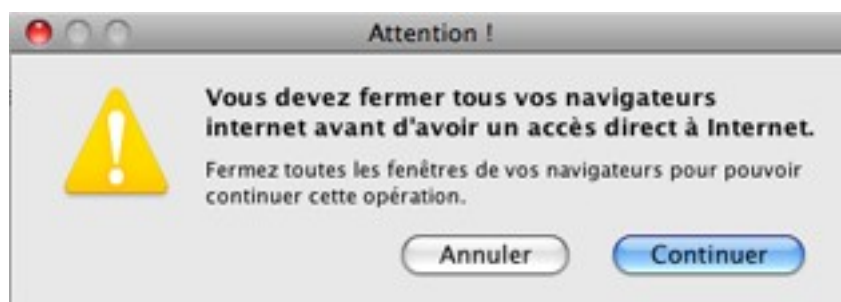 Attention !
Vous devez fermer tous vos navigateurs
internet avant d'avoir un accès direct à Internet.
Fermez toutes les fenêtres de vos navigateurs pour pouvoir
continuer cette opération.
Annuler Continuer